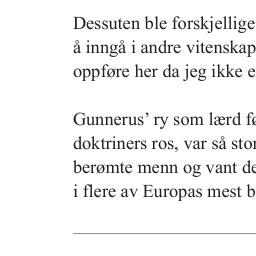 Dessuten ble forskjellige
å inngå i andre vitenskap
oppføre her da jeg ikke e
Gunnerus’ ry som lærd fø
doktriners ros, var så stor
berømte menn og vant de
i flere av Europas mest b